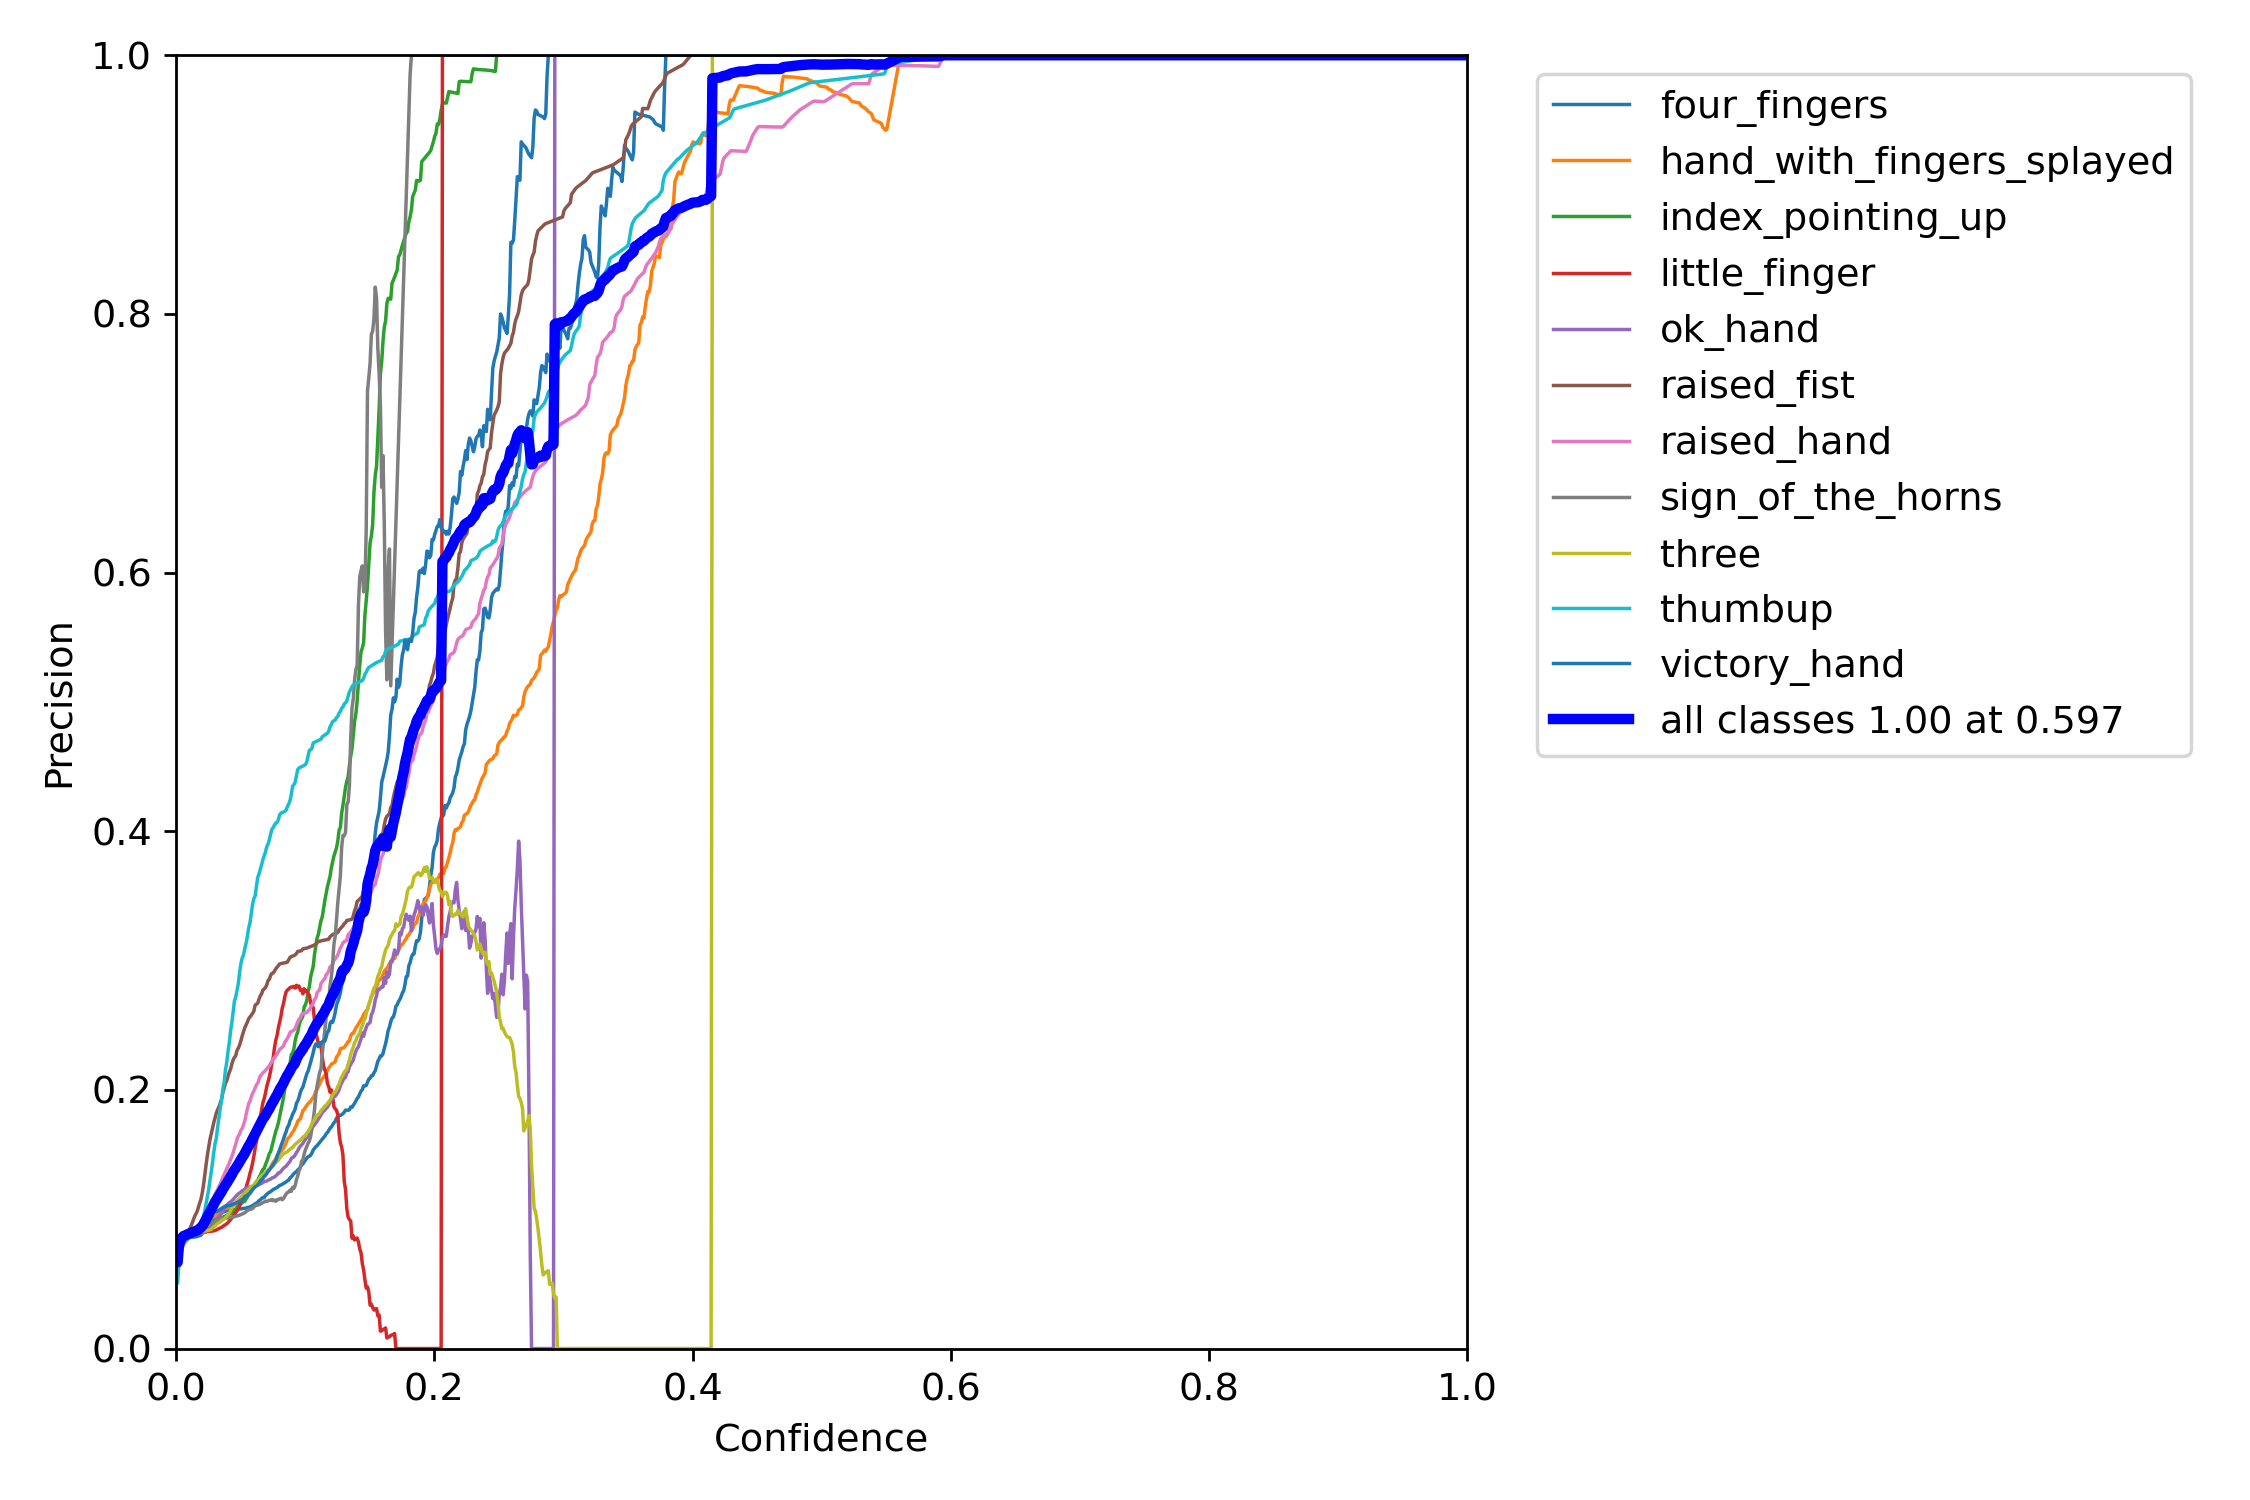 1.0
0.8
0.6
0.4
0.2
0.0
Precision
0.0 0.2 0.4 0.6 0.8 1.0
Confidence
four_fingers
hand_with_fingers_splayed
index_pointing_up
little_finger
ok_hand
raised_fist
raised_hand
sign_of_the_horns
three
thumbup
victory_hand
all classes 1.00 at 0.597